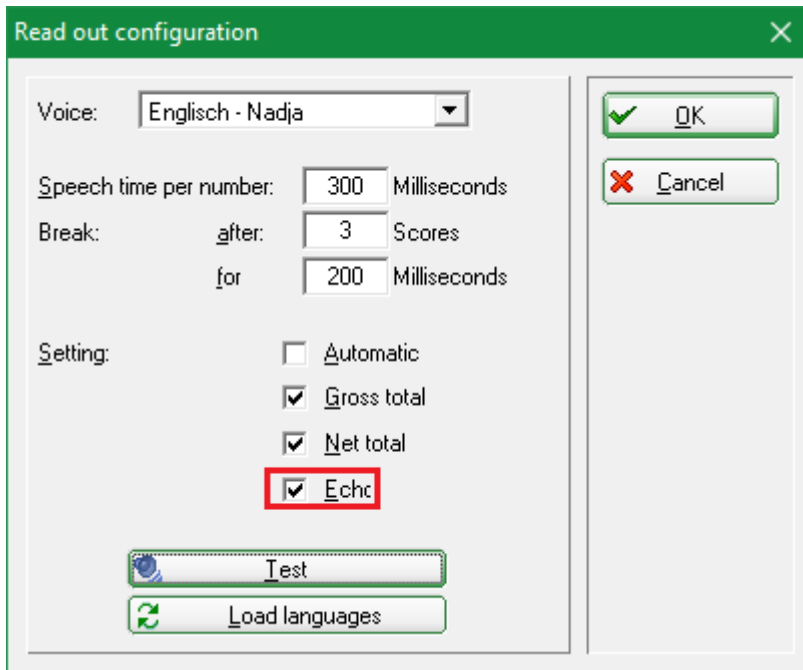 Read out configuration
Voice: Englisch - Nadja
OK
Cancel
Speech time per number: 300 Milliseconds
Break: after: 3 Scores
for 200 Milliseconds
Setting: Automatic
Gross total
Net total
Echo
Test
Load languages